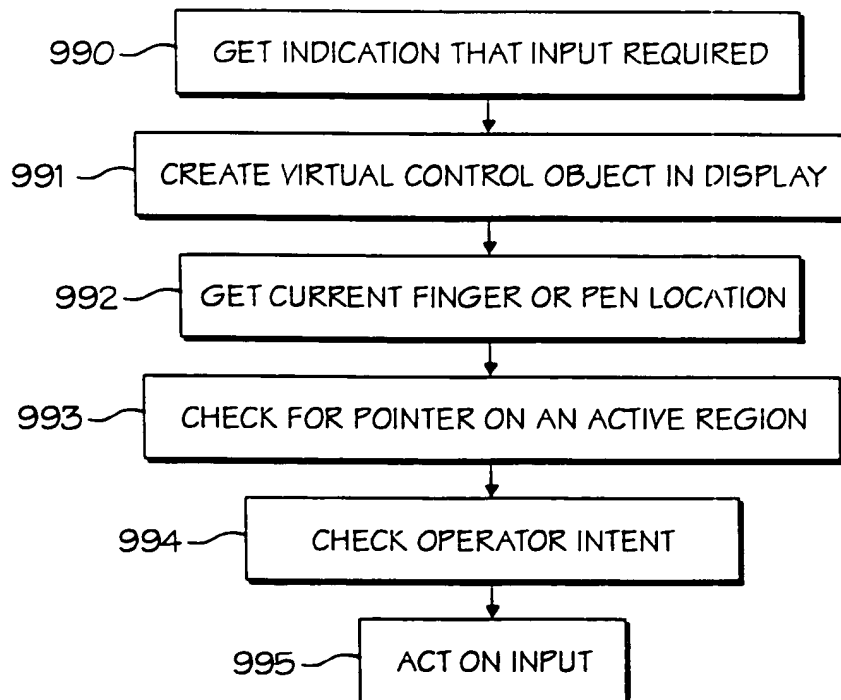 990 GET INDICATION THAT INPUT REQUIRED
991 CREATE VIRTUAL CONTROL OBJECT IN DISPLAY
992 GET CURRENT FINGER OR PEN LOCATION
993 CHECK FOR POINTER ON AN ACTIVE REGION
994 CHECK OPERATOR INTENT
995 ACT ON INPUT